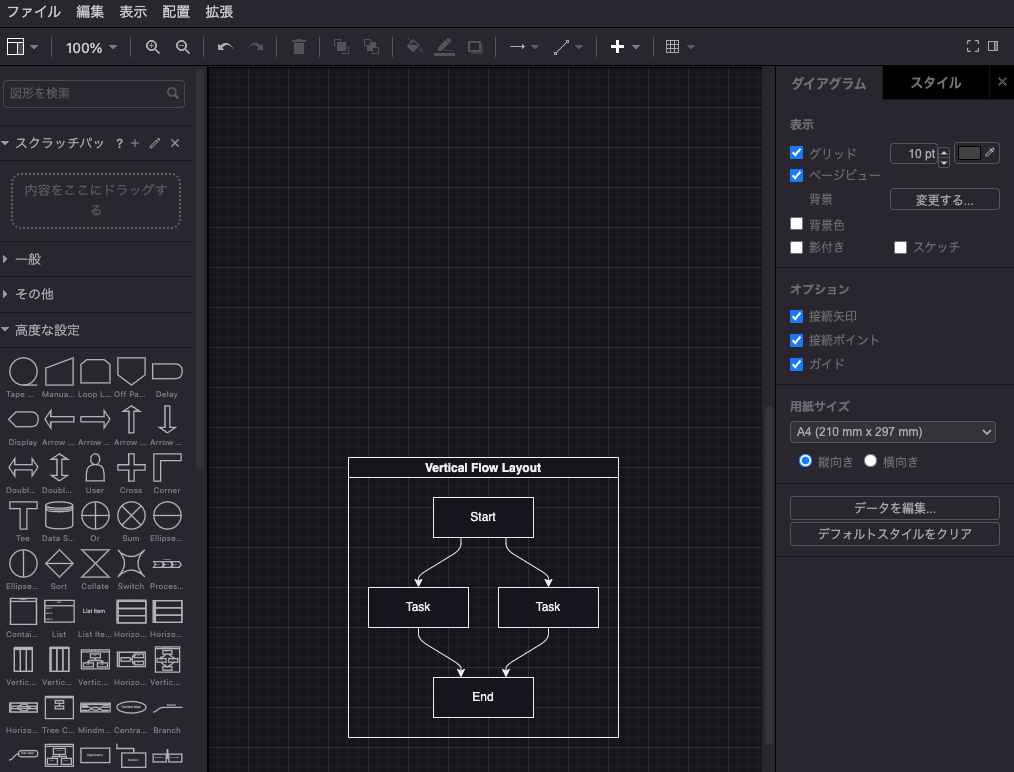 ファイル 編集 表示 配置 拡張
100%
図形を検索
スクラッチパッ ? + ✕
内容をここにドラッグす
る
一般
その他
高度な設定
Tape ... Manua... Loop L... Off Pa... Delay
Display Arrow ... Arrow ... Arrow ... Arrow ...
Doubl... Doubl... User Cross Corner
Tee Data S... Or Sum Ellipse...
Ellipse... Sort Collate Switch Proces...
List Item
Contai... List List Ite... Horizo... Horizo...
Vertic... Vertic... Vertic... Horizo... Vertic...
Central Idea
Horizo... Tree C... Mindm... Centra... Branch
Vertical Flow Layout
Start
Task Task
End
ダイアグラム スタイル ✕
表示
グリッド 10 pt
ページビュー
背景 変更する...
背景色
影付き スケッチ
オプション
接続矢印
接続ポイント
ガイド
用紙サイズ
A4 (210 mm x 297 mm)
縦向き 横向き
データを編集...
デフォルトスタイルをクリア